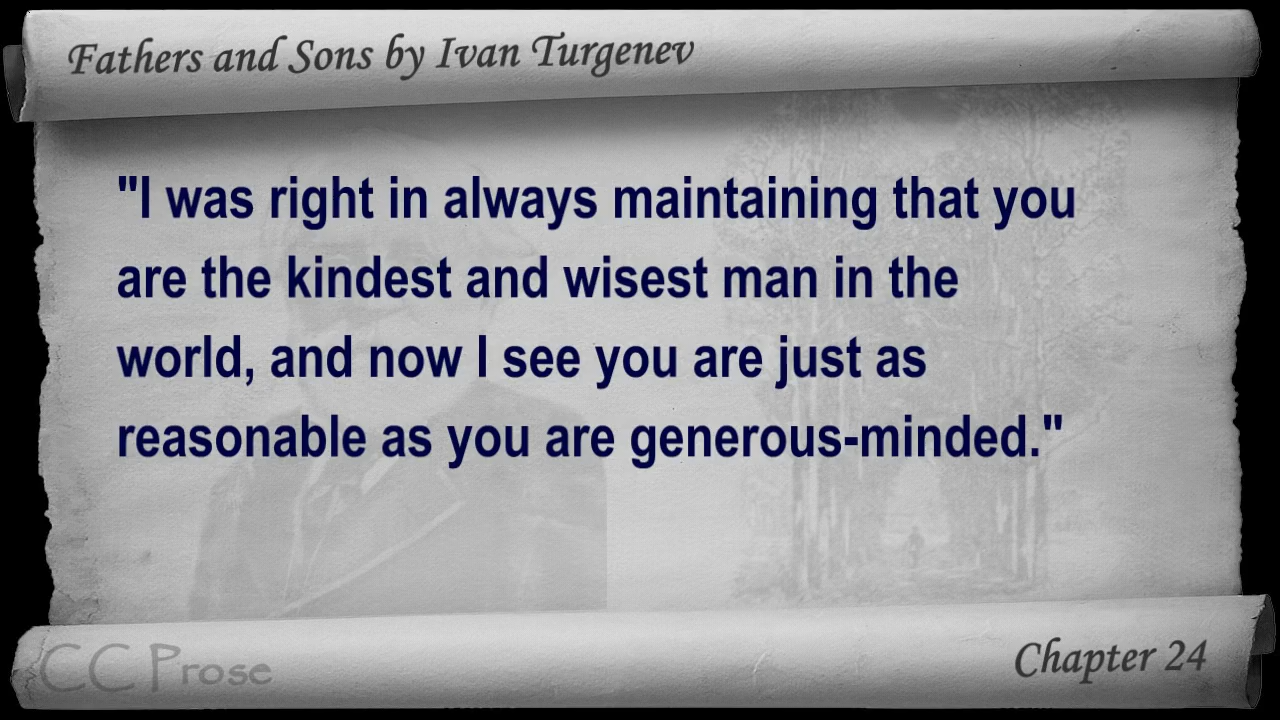 Fathers and Sons by Ivan Turgenev
"I was right in always maintaining that you
are the kindest and wisest man in the
world, and now I see you are just as
reasonable as you are generous-minded."
CC Prose
Chapter 24